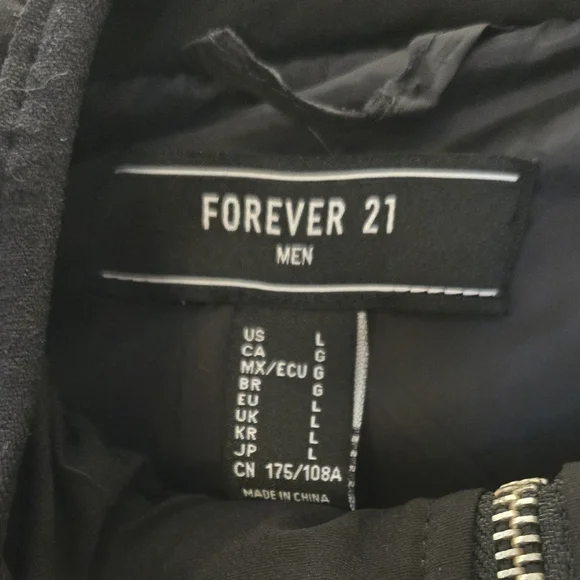 FOREVER 21
MEN
US L
CA G
MX/ECU G
BR G
EU L
UK L
KR L
JP L
CN 175/108A
MADE IN CHINA